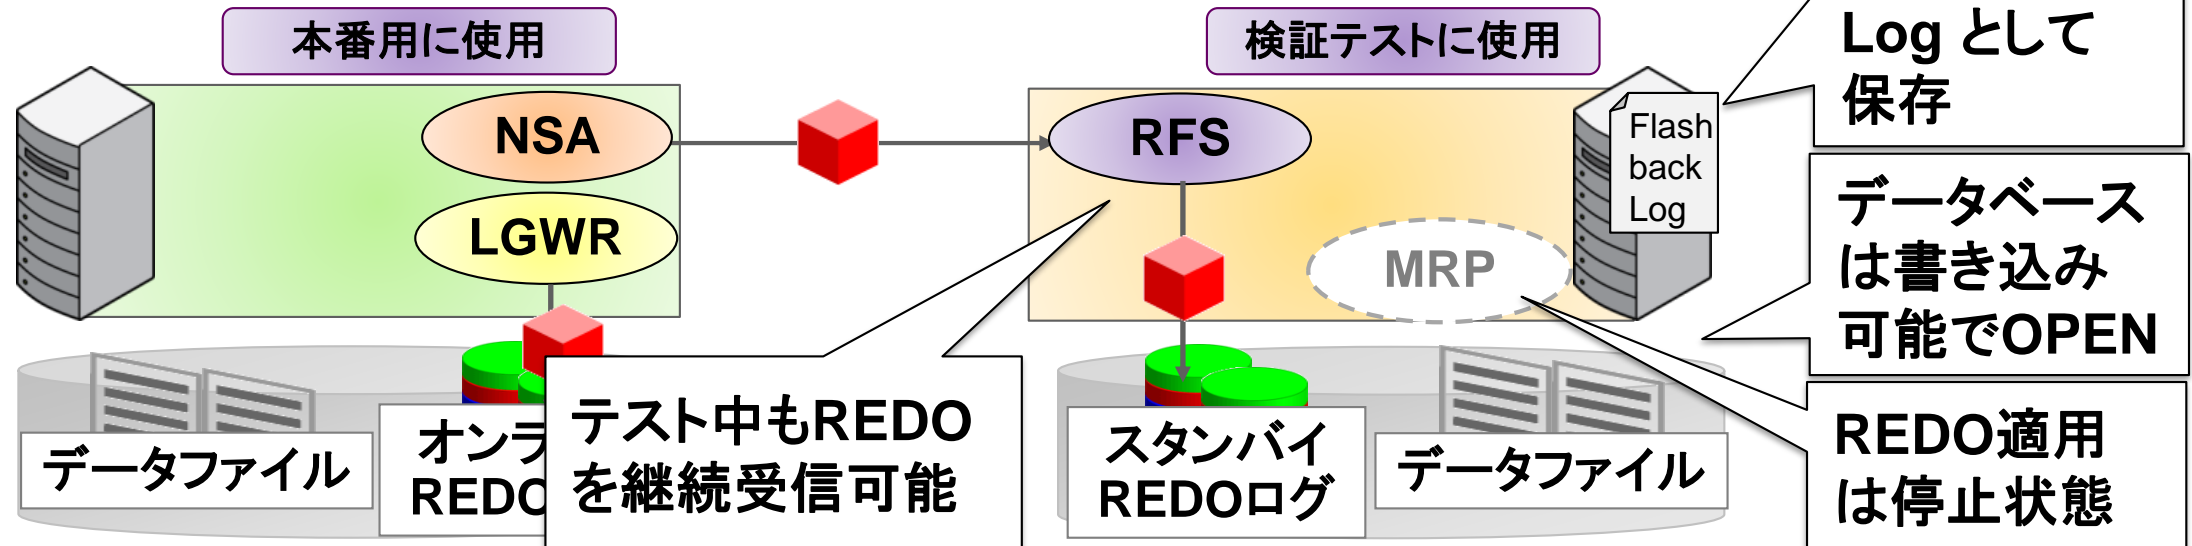 本番用に使用
検証テストに使用
Log として
保存
NSA
RFS
Flash
back
Log
LGWR
MRP
データベース
は書き込み
可能でOPEN
テスト中もREDO
を継続受信可能
データファイル
オンラ
REDO
スタンバイ
REDOログ
データファイル
REDO適用
は停止状態